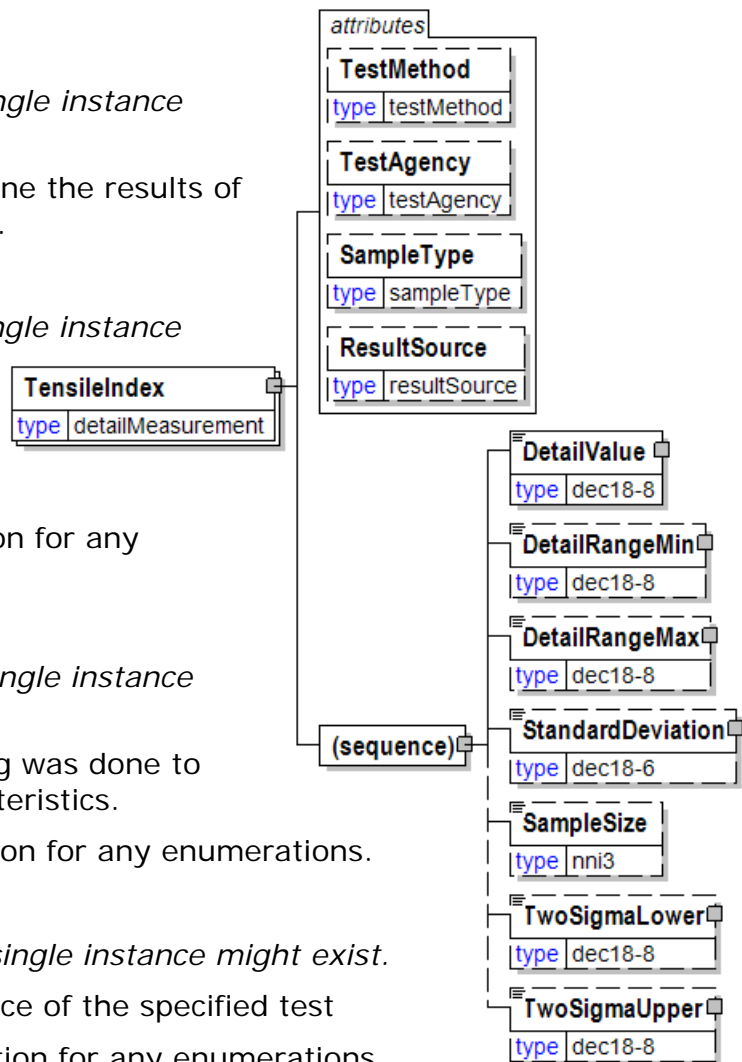 ngle instance
ne the results of
.
ngle instance
on for any
ngle instance
g was done to
teristics.
on for any enumerations.
single instance might exist.
ce of the specified test
tion for any enumerations
TensileIndex
type detailMeasurement
attributes
TestMethod
type testMethod
TestAgency
type testAgency
SampleType
type sampleType
ResultSource
type resultSource
(sequence)
DetailValue
type dec18-8
DetailRangeMin
type dec18-8
DetailRangeMax
type dec18-8
StandardDeviation
type dec18-6
SampleSize
type nni3
TwoSigmaLower
type dec18-8
TwoSigmaUpper
type dec18-8